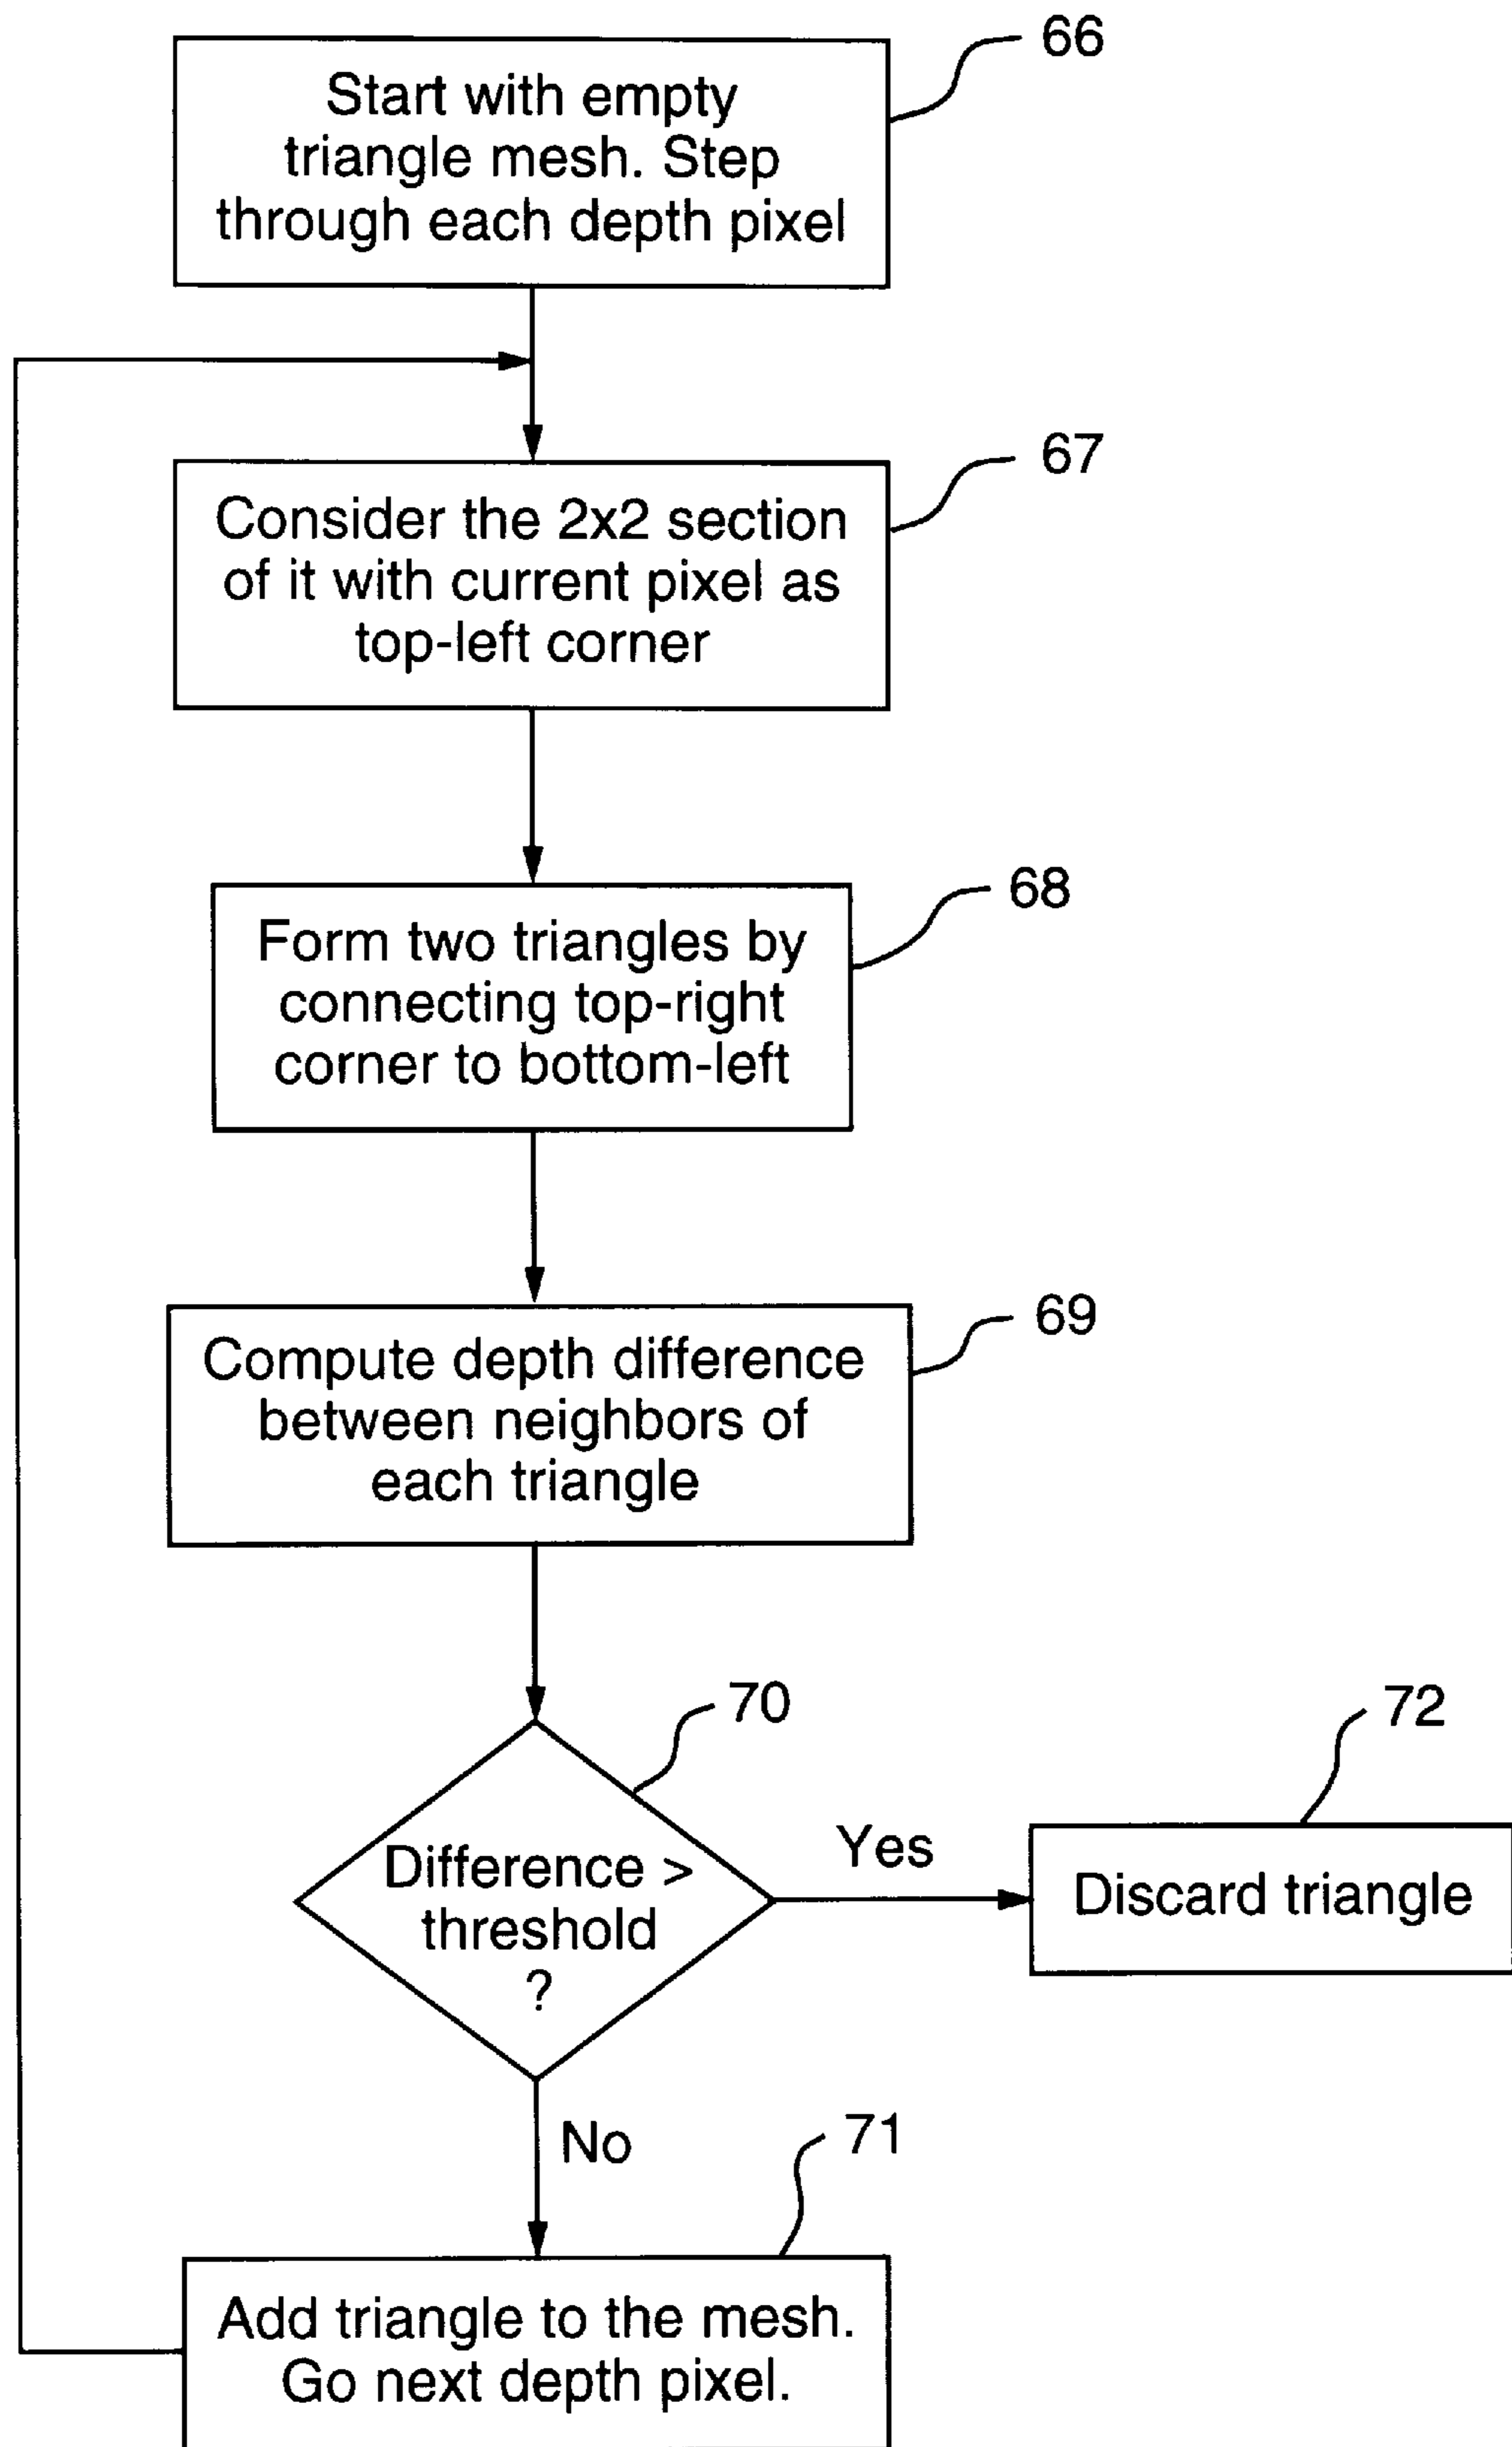 66
Start with empty
triangle mesh. Step
through each depth pixel
67
Consider the 2x2 section
of it with current pixel as
top-left corner
68
Form two triangles by
connecting top-right
corner to bottom-left
69
Compute depth difference
between neighbors of
each triangle
70
72
Difference >
threshold
?
Yes
Discard triangle
No
71
Add triangle to the mesh.
Go next depth pixel.